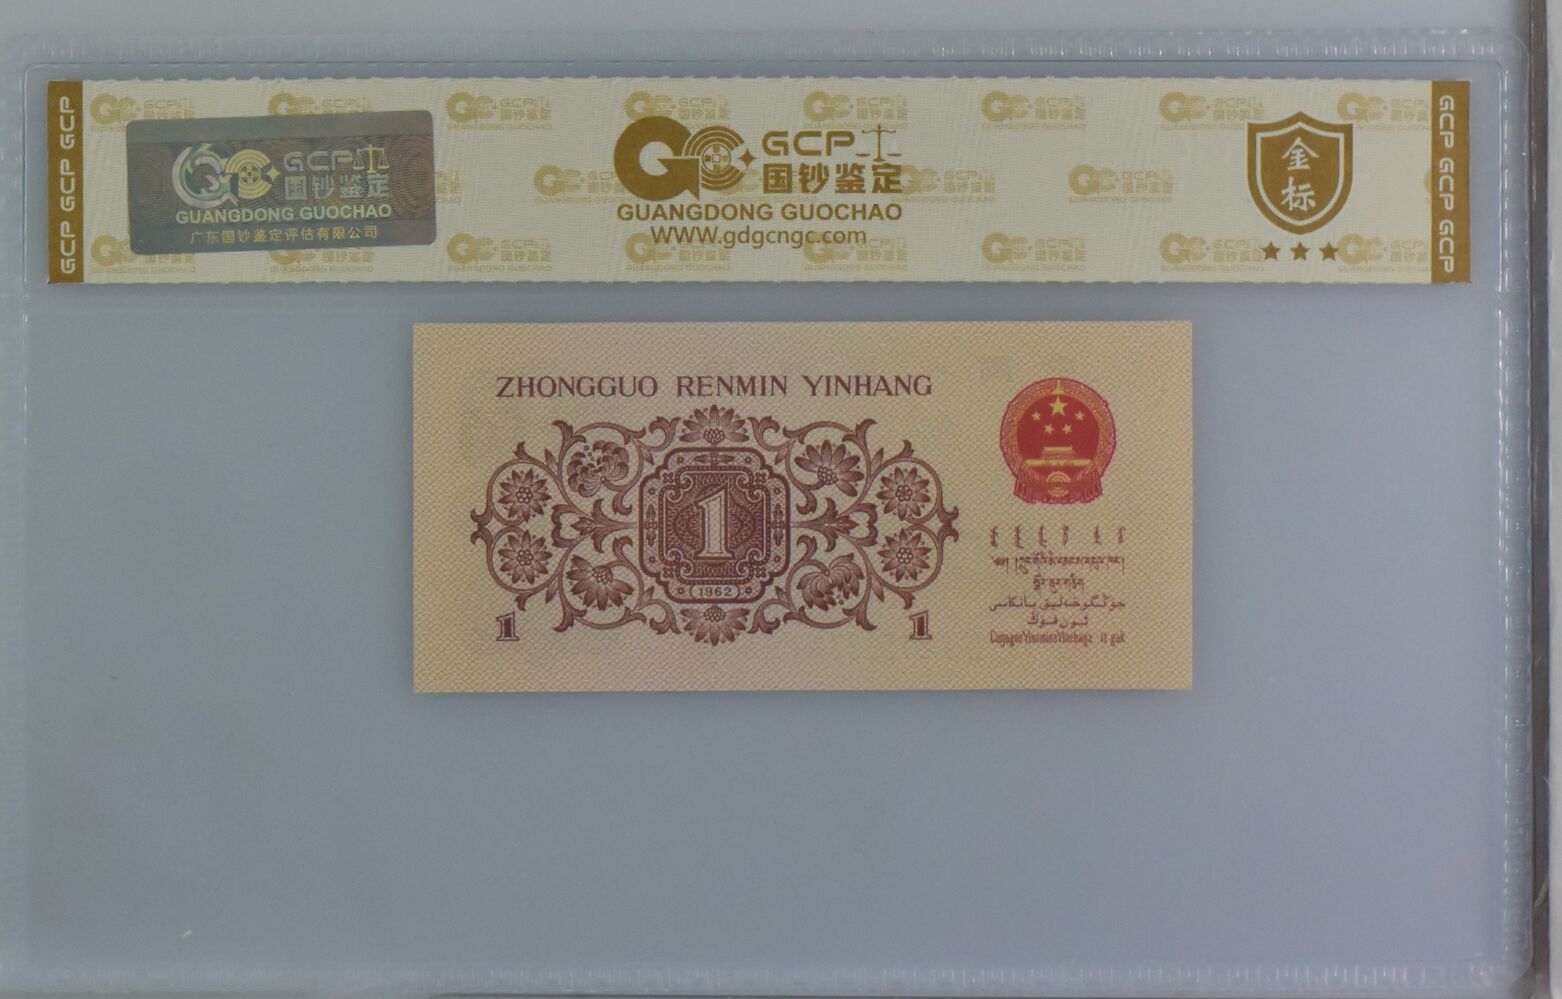 GCP GCP GCP
GCP
国钞鉴定
GUANGDONG GUOCHAO
广东国钞鉴定评估有限公司
GCP
国钞鉴定
GUANGDONG GUOCHAO
WWW.gdgcngc.com
金标
GCP GCP GCP
ZHONGGUO RENMIN YINHANG
1
1962
1 1